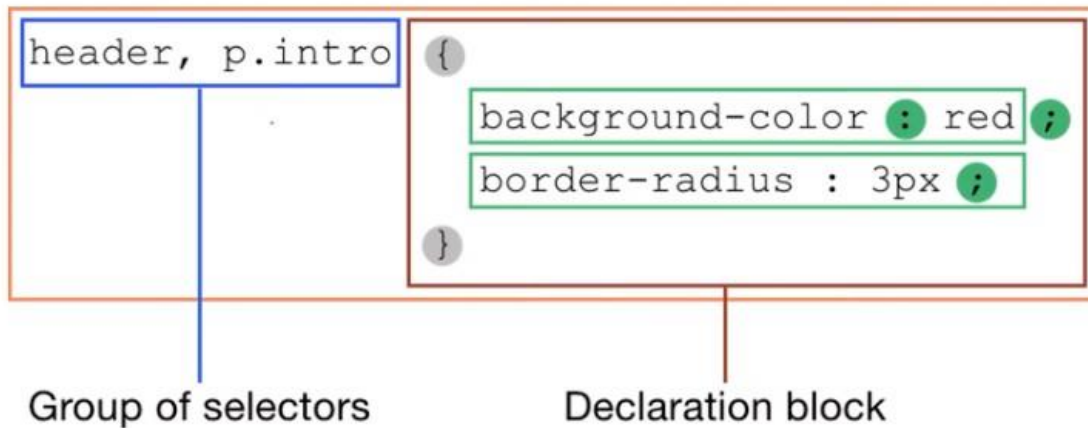 header, p.intro {
background-color : red ;
border-radius : 3px ;
}
Group of selectors Declaration block